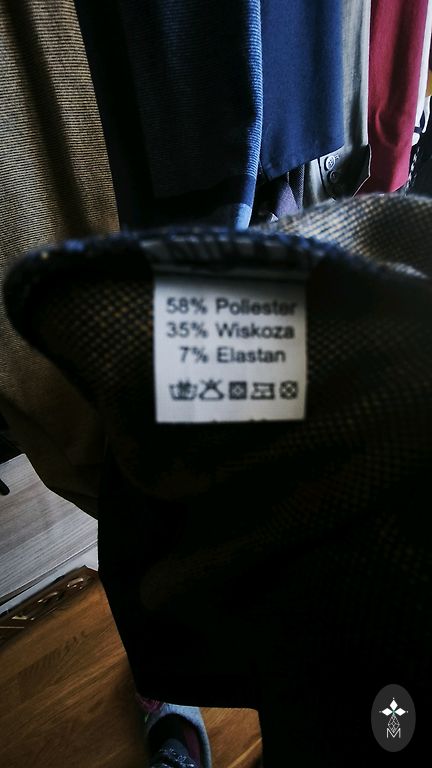 58% Poliester
35% Wiskoza
7% Elastan